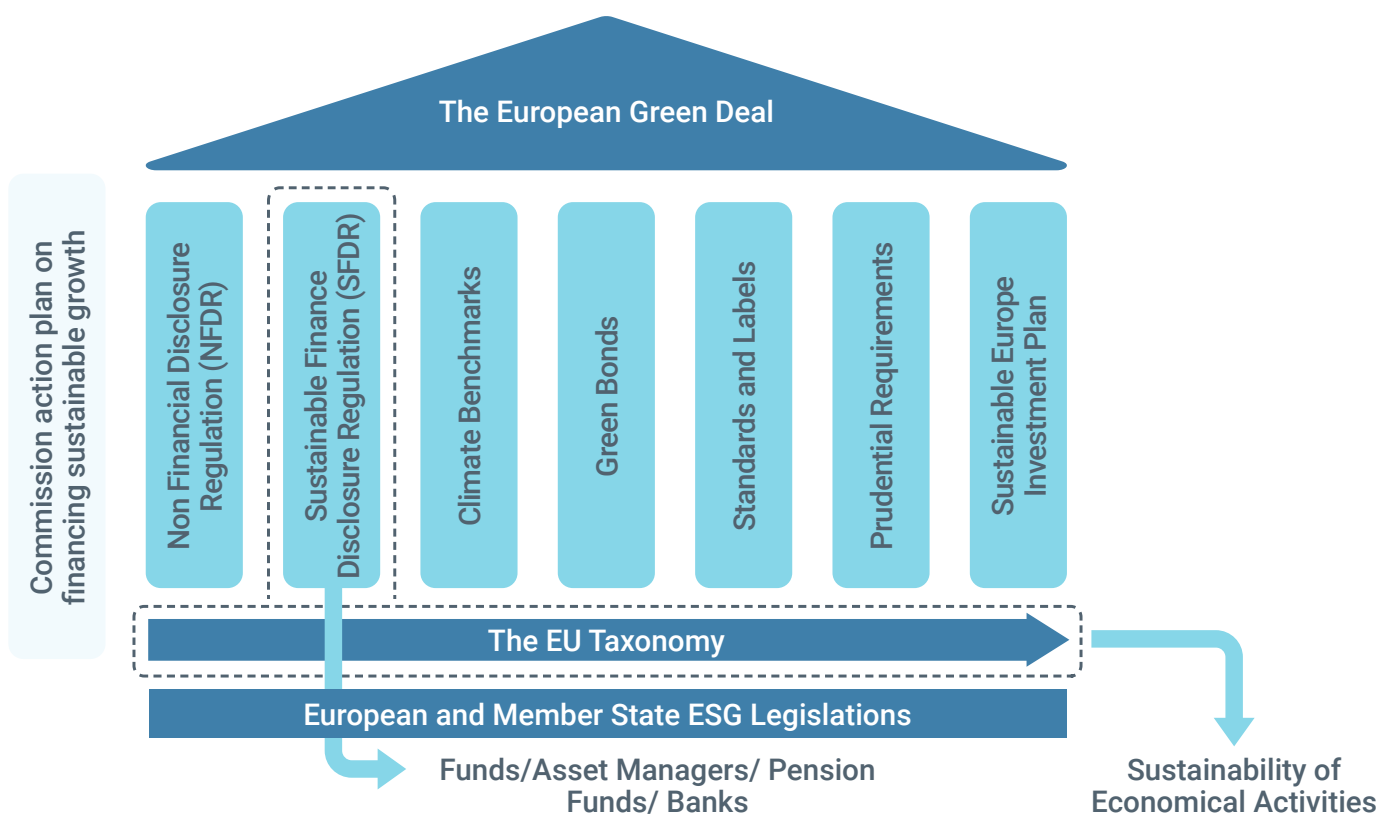 The European Green Deal
Commission action plan on
financing sustainable growth
Non Financial Disclosure
Regulation (NFDR)
Sustainable Finance
Disclosure Regulation (SFDR)
Climate Benchmarks
Green Bonds
Standards and Labels
Prudential Requirements
Sustainable Europe
Investment Plan
The EU Taxonomy
European and Member State ESG Legislations
Funds/Asset Managers/ Pension
Funds/ Banks
Sustainability of
Economical Activities